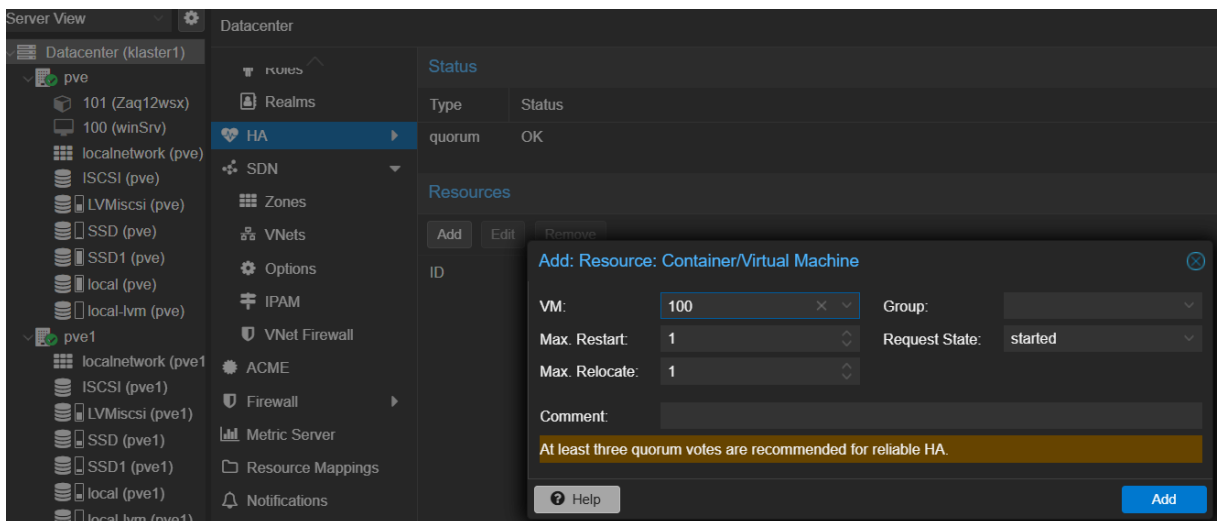 Server View
Datacenter
Datacenter (klaster1)
pve
101 (Zaq12wsx)
100 (winSrv)
localnetwork (pve)
ISCSI (pve)
LVMiscsi (pve)
SSD (pve)
SSD1 (pve)
local (pve)
local-lvm (pve)
pve1
localnetwork (pve1
ISCSI (pve1)
LVMiscsi (pve1)
SSD (pve1)
SSD1 (pve1)
local (pve1)
local-lvm (pve1)
Roles
Realms
HA
SDN
Zones
VNets
Options
IPAM
VNet Firewall
ACME
Firewall
Metric Server
Resource Mappings
Notifications
Status
Type Status
quorum OK
Resources
Add Edit Remove
ID
Add: Resource: Container/Virtual Machine
VM: 100 Group:
Max. Restart: 1 Request State: started
Max. Relocate: 1
Comment:
At least three quorum votes are recommended for reliable HA.
Help Add